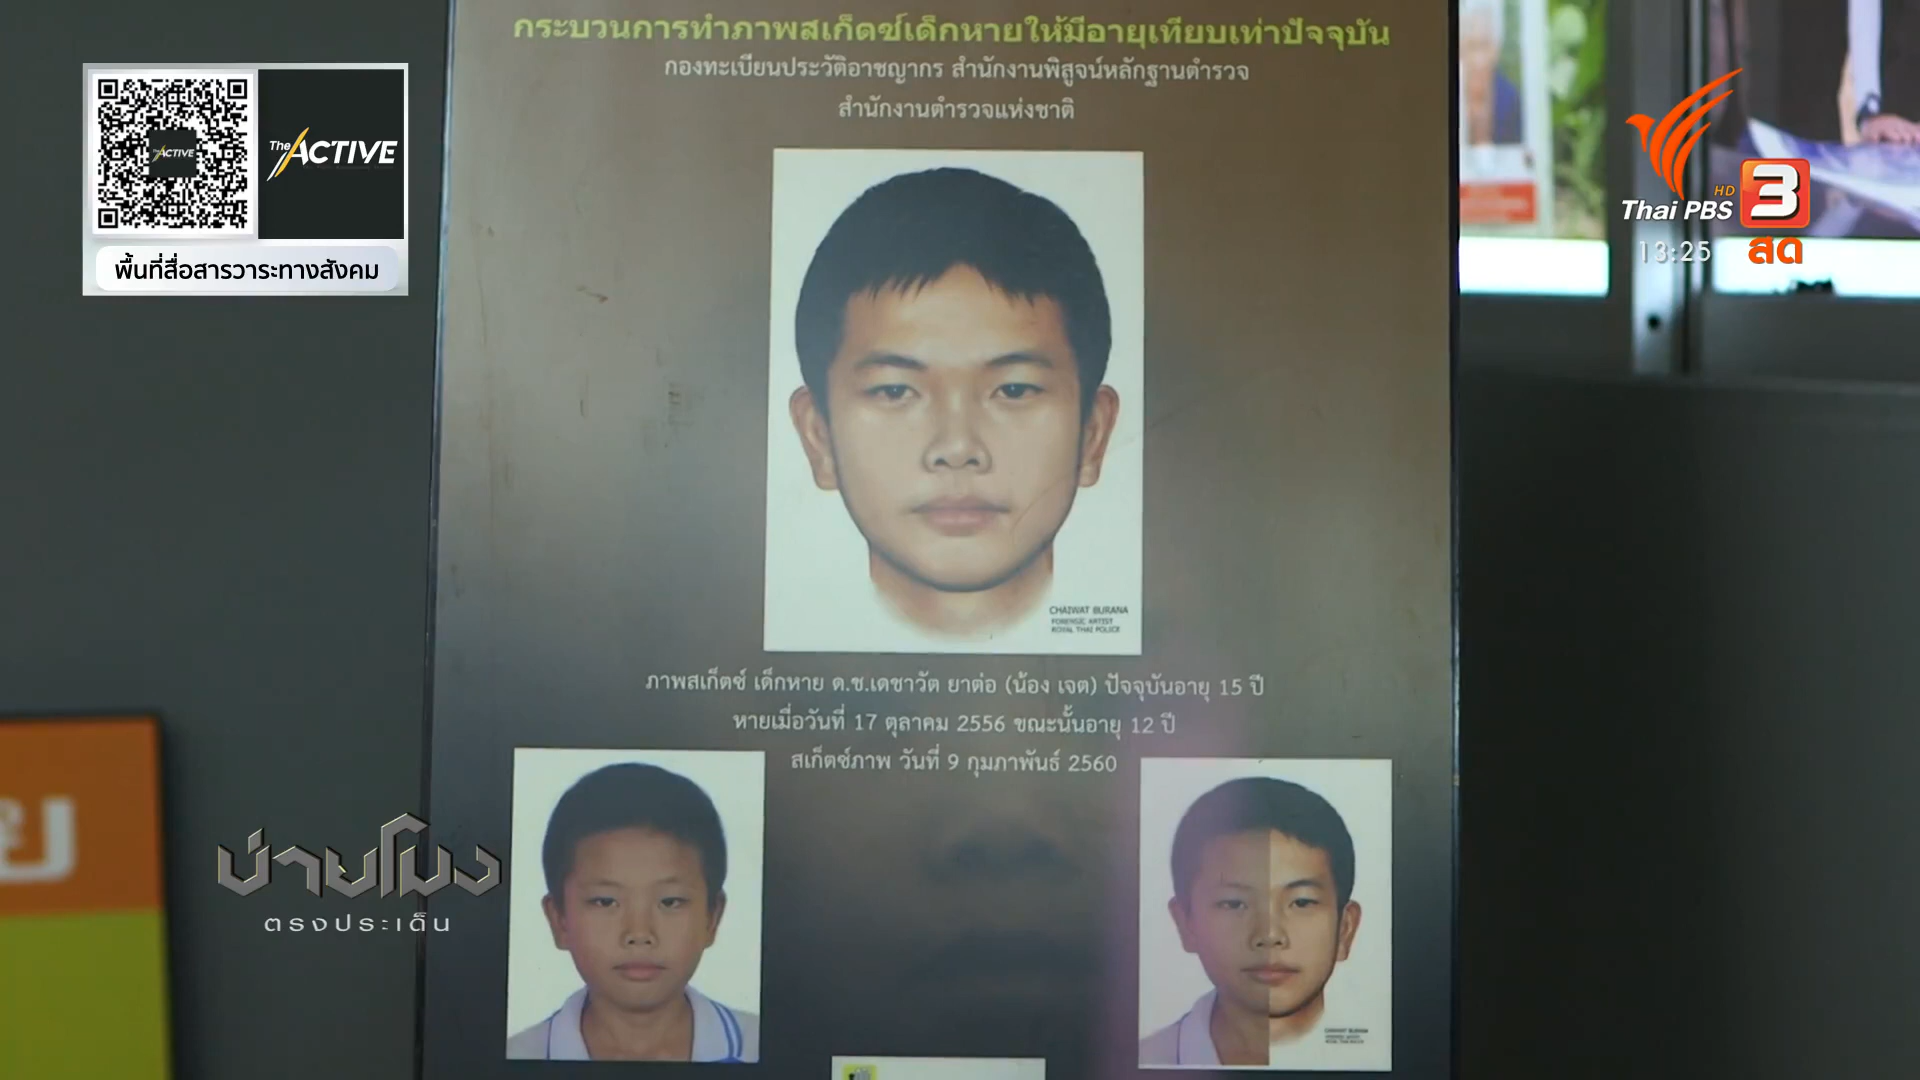 กระบวนการทำภาพสเก็ตช์เด็กหายให้มีอายุเทียบเท่าปัจจุบัน
กองทะเบียนประวัติอาชญากร สำนักงานพิสูจน์หลักฐานตำรวจ
สำนักงานตำรวจแห่งชาติ
The ACTIVE
The ACTIVE
พื้นที่สื่อสารวาระทางสังคม
HD
Thai PBS 3
13:25 สด
CHAIWAT BURANA
FORENSIC ARTIST
ROYAL THAI POLICE
ภาพสเก็ตซ์ เด็กหาย ด.ช.เดชาวัต ยาต่อ (น้อง เจต) ปัจจุบันอายุ 15 ปี
หายเมื่อวันที่ 17 ตุลาคม 2556 ขณะนั้นอายุ 12 ปี
สเก็ตซ์ภาพ วันที่ 9 กุมภาพันธ์ 2560
บ่ายโมง
ตรงประเด็น
CHAIWAT BURANA
FORENSIC ARTIST
ROYAL THAI POLICE